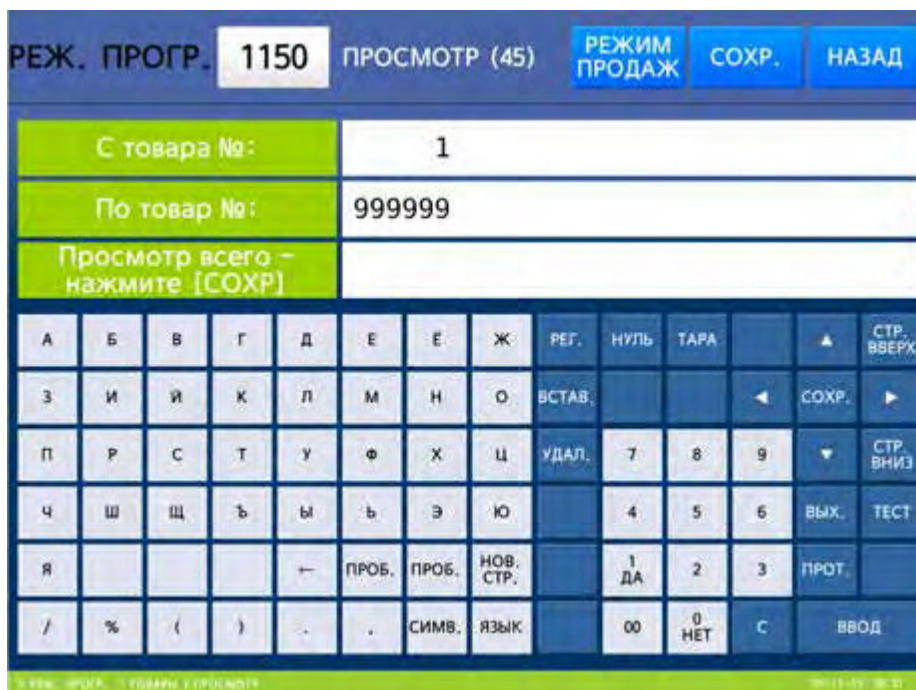 РЕЖ. ПРОГР. 1150 ПРОСМОТР (45) РЕЖИМ ПРОДАЖ СОХР. НАЗАД
С товара №: 1
По товар №: 999999
Просмотр всего –
нажмите [СОХР]
А Б В Г Д Е Ё Ж РЕГ. НУЛЬ ТАРА ▲ СТР. ВВЕРХ
З И Й К Л М Н О ВСТАВ. ◀ СОХР. ▶
П Р С Т У Ф Х Ц УДАЛ. 7 8 9 ▼ СТР. ВНИЗ
Ч Ш Щ Ъ Ы Ь Э Ю 4 5 6 ВЫХ. ТЕСТ
Я ← ПРОБ. ПРОБ. НОВ. СТР. 1 ДА 2 3 ПРОТ.
/ % ( ) . , СИМВ. ЯЗЫК 00 0 НЕТ С ВВОД